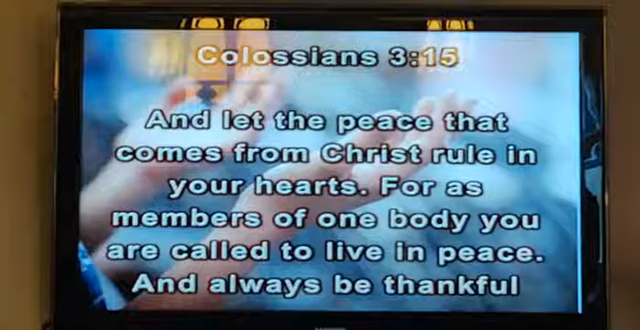 Colossians 3:15
And let the peace that
comes from Christ rule in
your hearts. For as
members of one body you
are called to live in peace.
And always be thankful